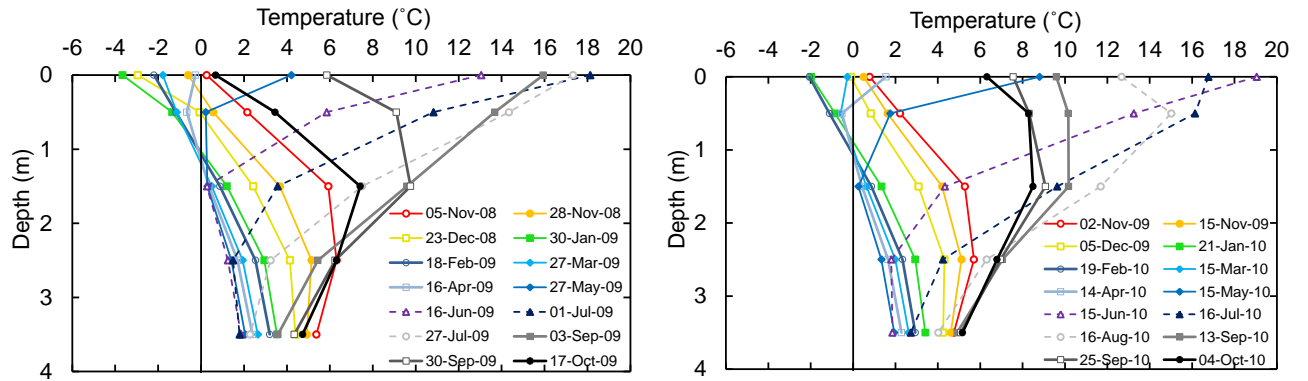 Temperature (˚C)
-6 -4 -2 0 2 4 6 8 10 12 14 16 18 20
Depth (m)
0
1
2
3
4
05-Nov-08 28-Nov-08
23-Dec-08 30-Jan-09
18-Feb-09 27-Mar-09
16-Apr-09 27-May-09
16-Jun-09 01-Jul-09
27-Jul-09 03-Sep-09
30-Sep-09 17-Oct-09
Temperature (˚C)
-6 -4 -2 0 2 4 6 8 10 12 14 16 18 20
Depth (m)
0
1
2
3
4
02-Nov-09 15-Nov-09
05-Dec-09 21-Jan-10
19-Feb-10 15-Mar-10
14-Apr-10 15-May-10
15-Jun-10 16-Jul-10
16-Aug-10 13-Sep-10
25-Sep-10 04-Oct-10